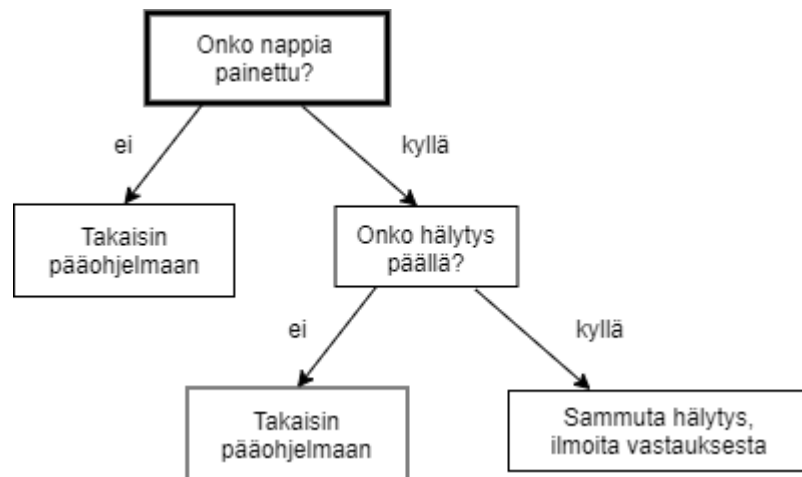 Onko nappia
painettu?
ei
kyllä
Takaisin
pääohjelmaan
Onko hälytys
päällä?
ei
kyllä
Takaisin
pääohjelmaan
Sammuta hälytys,
ilmoita vastauksesta